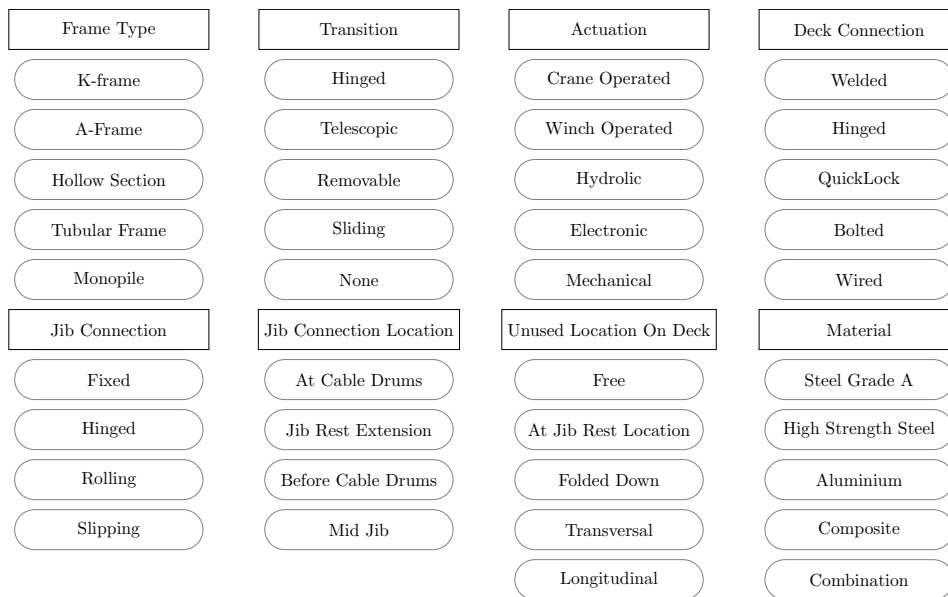 Frame Type
Transition
Actuation
Deck Connection
K-frame
Hinged
Crane Operated
Welded
A-Frame
Telescopic
Winch Operated
Hinged
Hollow Section
Removable
Hydrolic
QuickLock
Tubular Frame
Sliding
Electronic
Bolted
Monopile
None
Mechanical
Wired
Jib Connection
Jib Connection Location
Unused Location On Deck
Material
Fixed
At Cable Drums
Free
Steel Grade A
Hinged
Jib Rest Extension
At Jib Rest Location
High Strength Steel
Rolling
Before Cable Drums
Folded Down
Aluminium
Slipping
Mid Jib
Transversal
Composite
Longitudinal
Combination